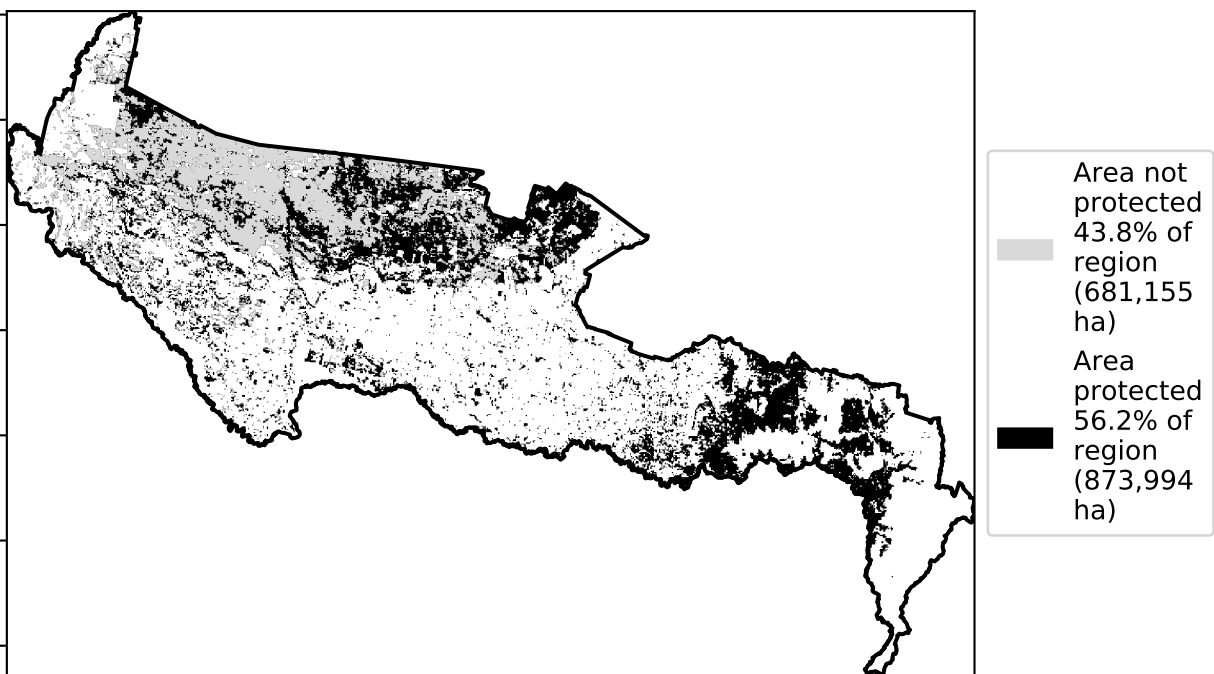 Area not
protected
43.8% of
region
(681,155
ha)
Area
protected
56.2% of
region
(873,994
ha)